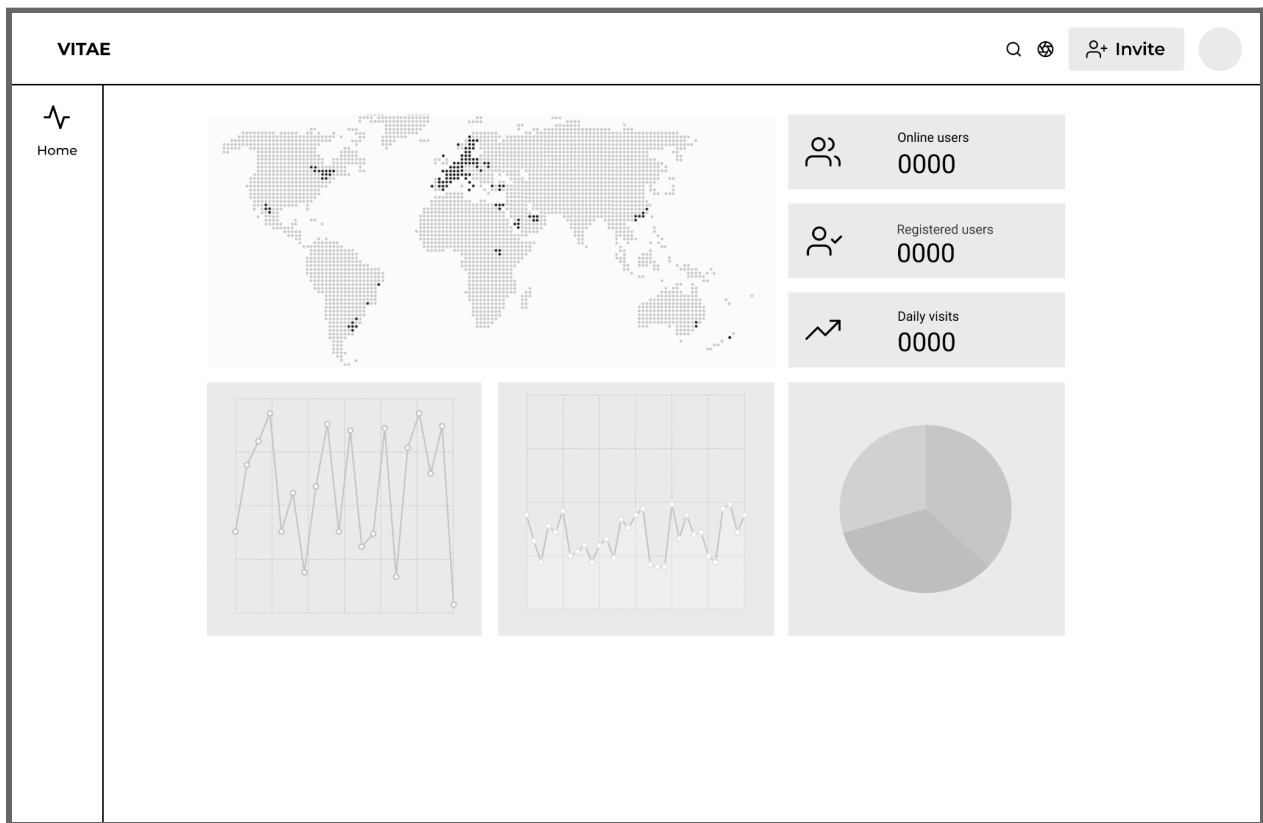 VITAE
Invite
Home
Online users
0000
Registered users
0000
Daily visits
0000